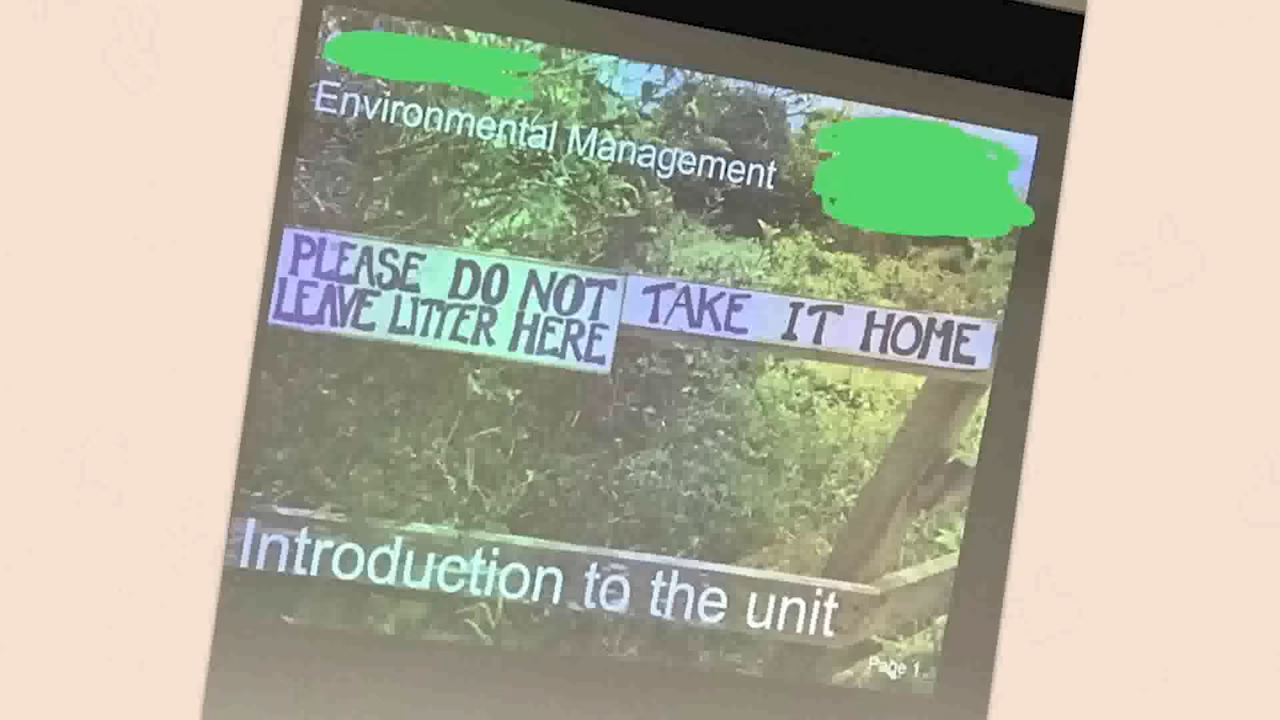 Environmental Management
PLEASE DO NOT
LEAVE LITTER HERE
TAKE IT HOME
Introduction to the unit
Page 1